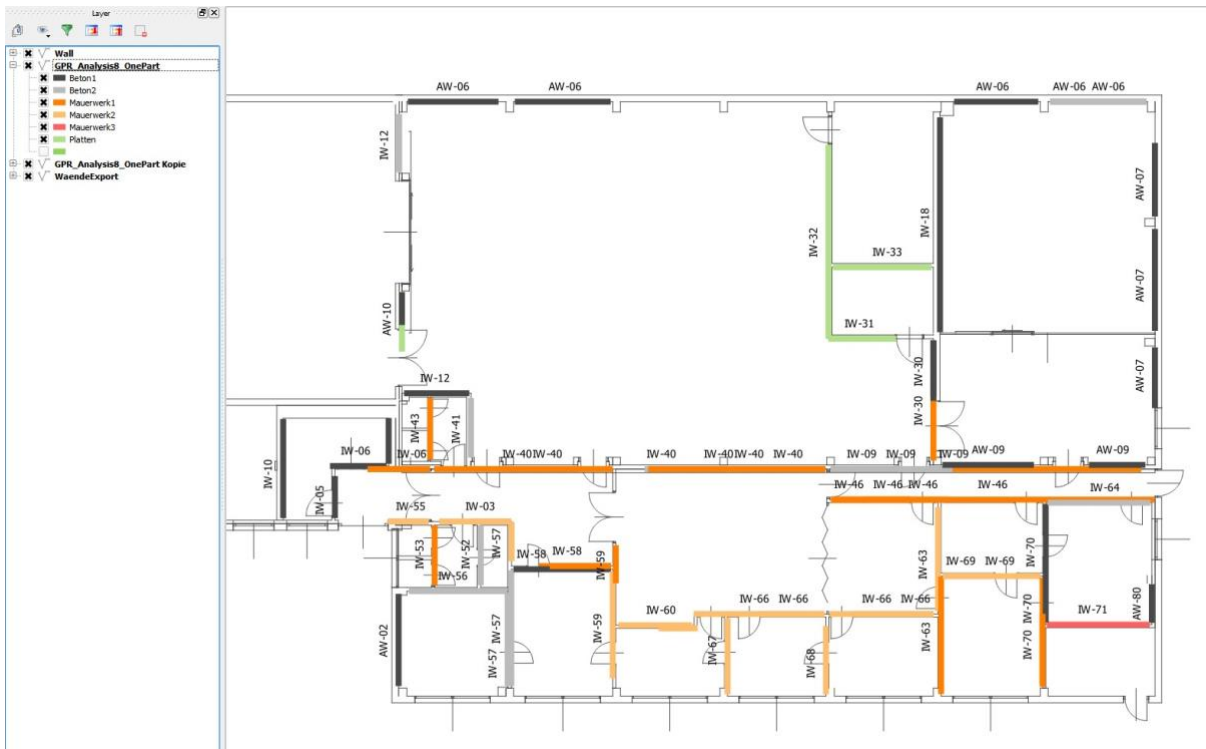 Layer
Wall
GPR_Analysis8_OnePart
Beton1
Beton2
Mauerwerk1
Mauerwerk2
Mauerwerk3
Platten
GPR_Analysis8_OnePart Kopie
WaendeExport
AW-06 AW-06 AW-06 AW-06 AW-06
IW-12
AW-07
IW-18
IW-32
IW-33
AW-07
AW-10
IW-31
IW-30
AW-07
IW-12
IW-43
IW-41
IW-30
IW-06 IW-06 IW-40 IW-40 IW-40 IW-40 IW-40 IW-09 IW-09 IW-09 AW-09 AW-09
IW-10
IW-05
IW-46 IW-46 IW-46 IW-46 IW-64
IW-55 IW-03
IW-53
IW-52
IW-57
IW-58 IW-58
IW-59
IW-63
IW-70
IW-56
IW-69 IW-69
IW-60
IW-66 IW-66 IW-66 IW-66
IW-71
AW-80
AW-02
IW-57
IW-57
IW-59
IW-67
IW-68
IW-63
IW-70
IW-70